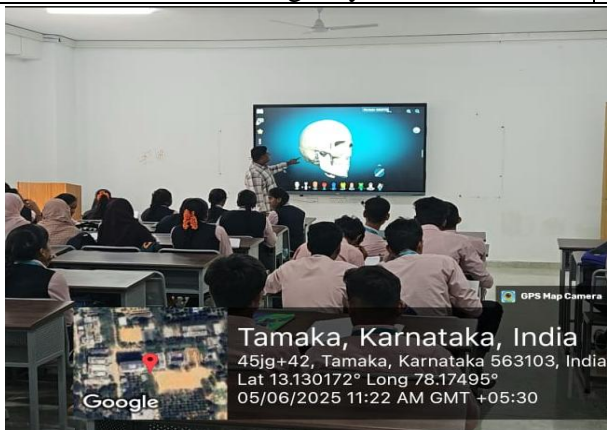 GPS Map Camera
Tamaka, Karnataka, India
45jg+42, Tamaka, Karnataka 563103, India
Lat 13.130172° Long 78.17495°
05/06/2025 11:22 AM GMT +05:30
Google